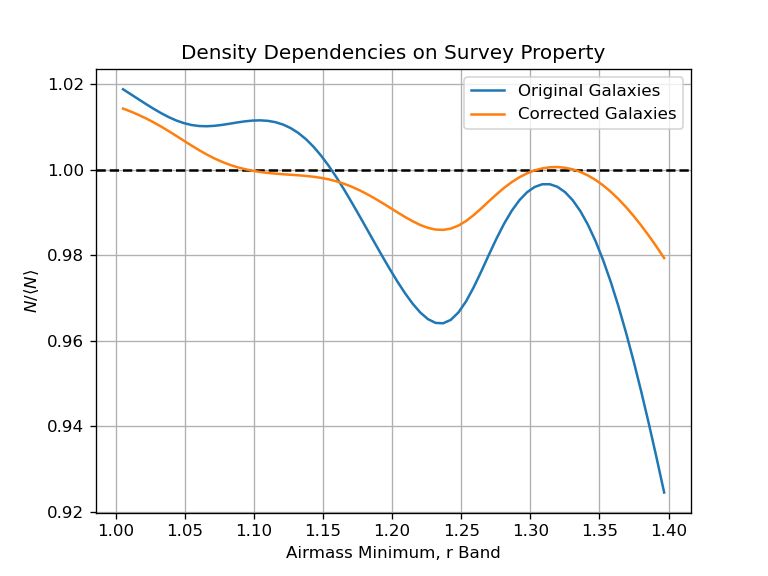 Density Dependencies on Survey Property
Original Galaxies
Corrected Galaxies
N/⟨N⟩
1.02
1.00
0.98
0.96
0.94
0.92
1.00 1.05 1.10 1.15 1.20 1.25 1.30 1.35 1.40
Airmass Minimum, r Band